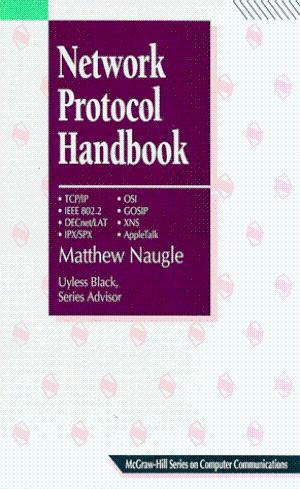 Network
Protocol
Handbook
• TCP/IP • OSI
• IEEE 802.2 • GOSIP
• DECnet/LAT • XNS
• IPX/SPX • AppleTalk
Matthew Naugle
Uyless Black,
Series Advisor
McGraw-Hill Series on Computer Communications